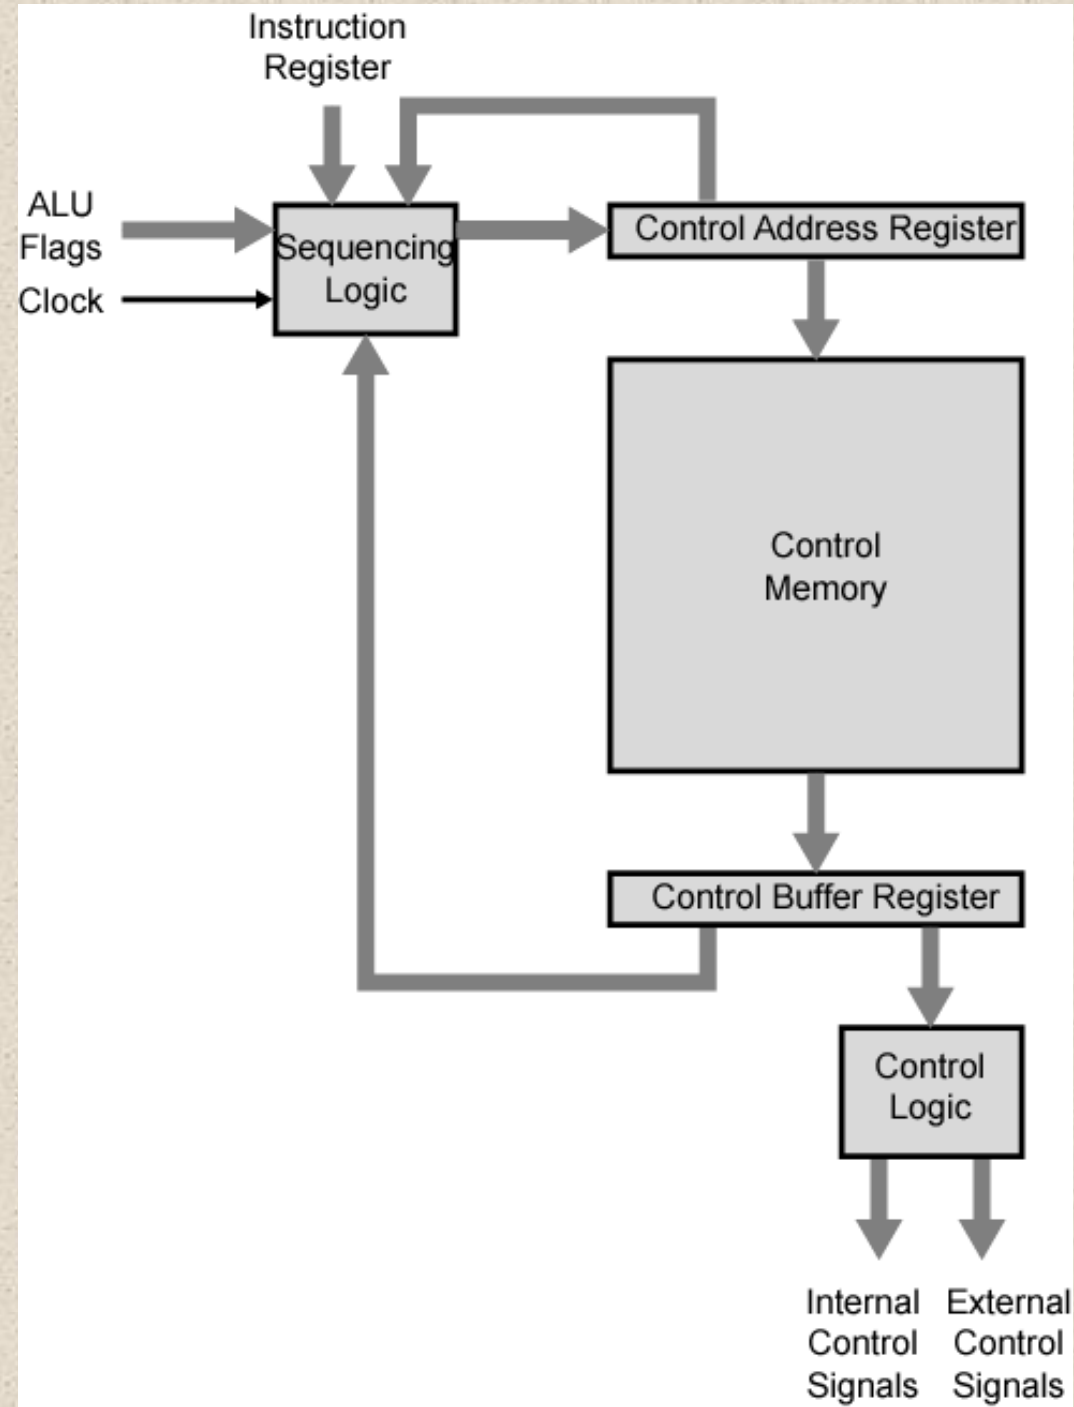 Instruction
Register
ALU
Flags
Clock
Sequencing
Logic
Control Address Register
Control
Memory
Control Buffer Register
Control
Logic
Internal
Control
Signals
External
Control
Signals